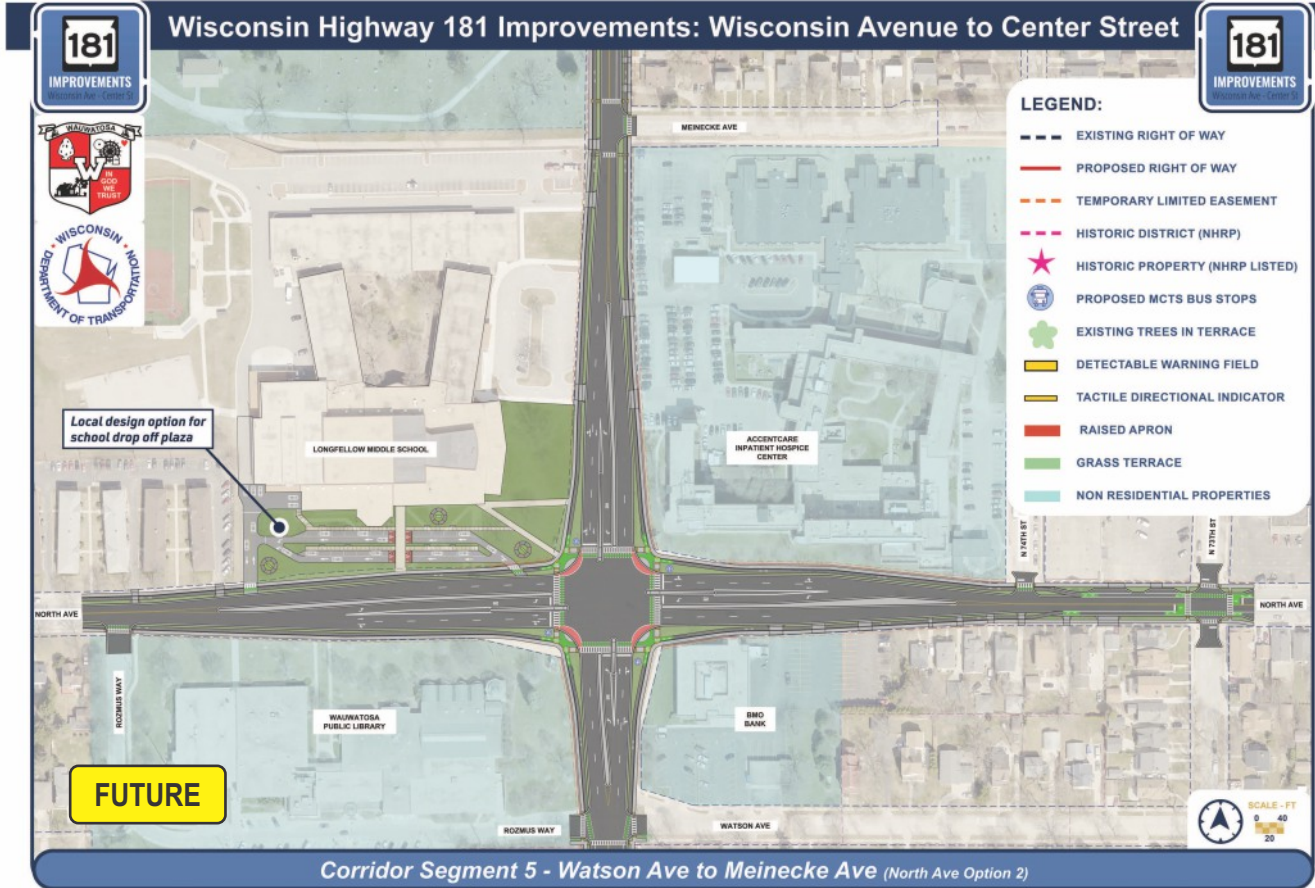 Wisconsin Highway 181 Improvements: Wisconsin Avenue to Center Street
181
IMPROVEMENTS
Wisconsin Ave - Center St
181
IMPROVEMENTS
Wisconsin Ave - Center St
WAUWATOSA
W
IN
GOD
WE
TRUST
WISCONSIN
DEPARTMENT OF TRANSPORTATION
MEINECKE AVE
LEGEND:
EXISTING RIGHT OF WAY
PROPOSED RIGHT OF WAY
TEMPORARY LIMITED EASEMENT
HISTORIC DISTRICT (NHRP)
HISTORIC PROPERTY (NHRP LISTED)
PROPOSED MCTS BUS STOPS
EXISTING TREES IN TERRACE
DETECTABLE WARNING FIELD
TACTILE DIRECTIONAL INDICATOR
RAISED APRON
GRASS TERRACE
NON RESIDENTIAL PROPERTIES
Local design option for
school drop off plaza
LONGFELLOW MIDDLE SCHOOL
ACCENTCARE
INPATIENT HOSPICE
CENTER
N 74TH ST
N 73TH ST
NORTH AVE
NORTH AVE
ROZMUS WAY
WAUWATOSA
PUBLIC LIBRARY
BMO
BANK
FUTURE
ROZMUS WAY
WATSON AVE
SCALE - FT
0 40
20
Corridor Segment 5 - Watson Ave to Meinecke Ave (North Ave Option 2)